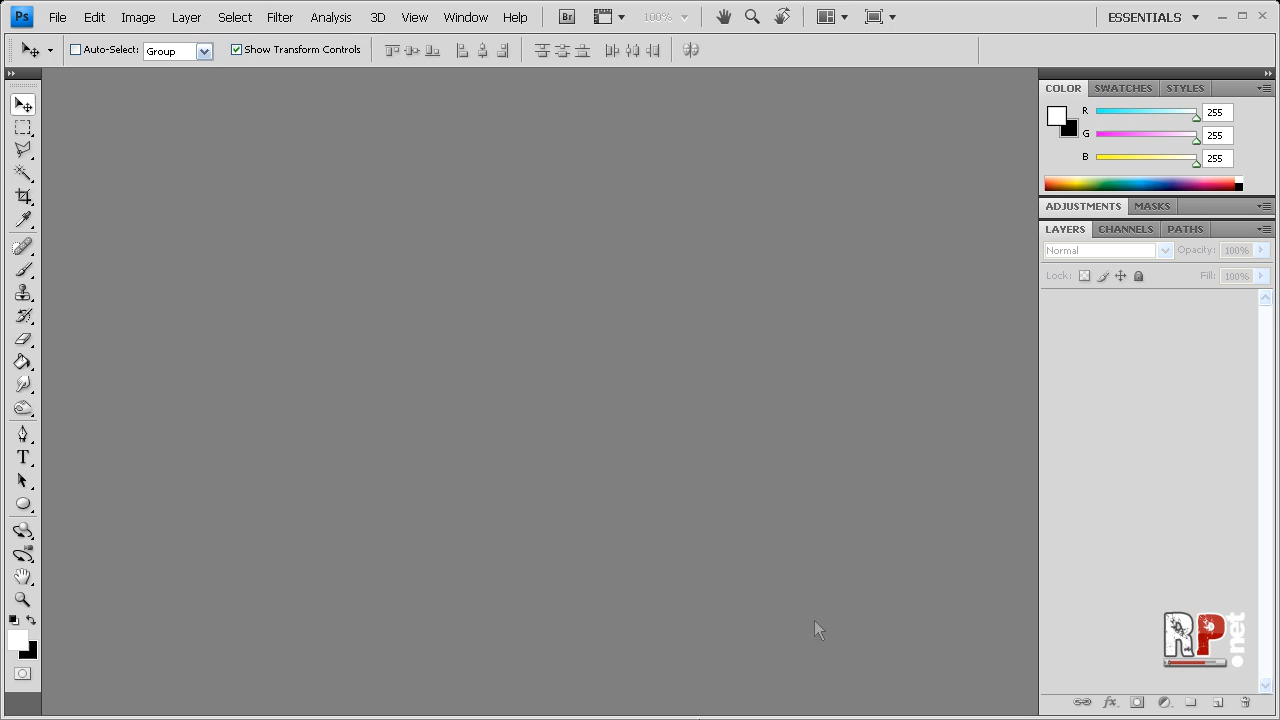 Ps File Edit Image Layer Select Filter Analysis 3D View Window Help Br 100% ESSENTIALS
Auto-Select: Group Show Transform Controls
COLOR SWATCHES STYLES
R 255
G 255
B 255
ADJUSTMENTS MASKS
LAYERS CHANNELS PATHS
Normal Opacity: 100%
Lock: Fill: 100%
T
RP.net
fx